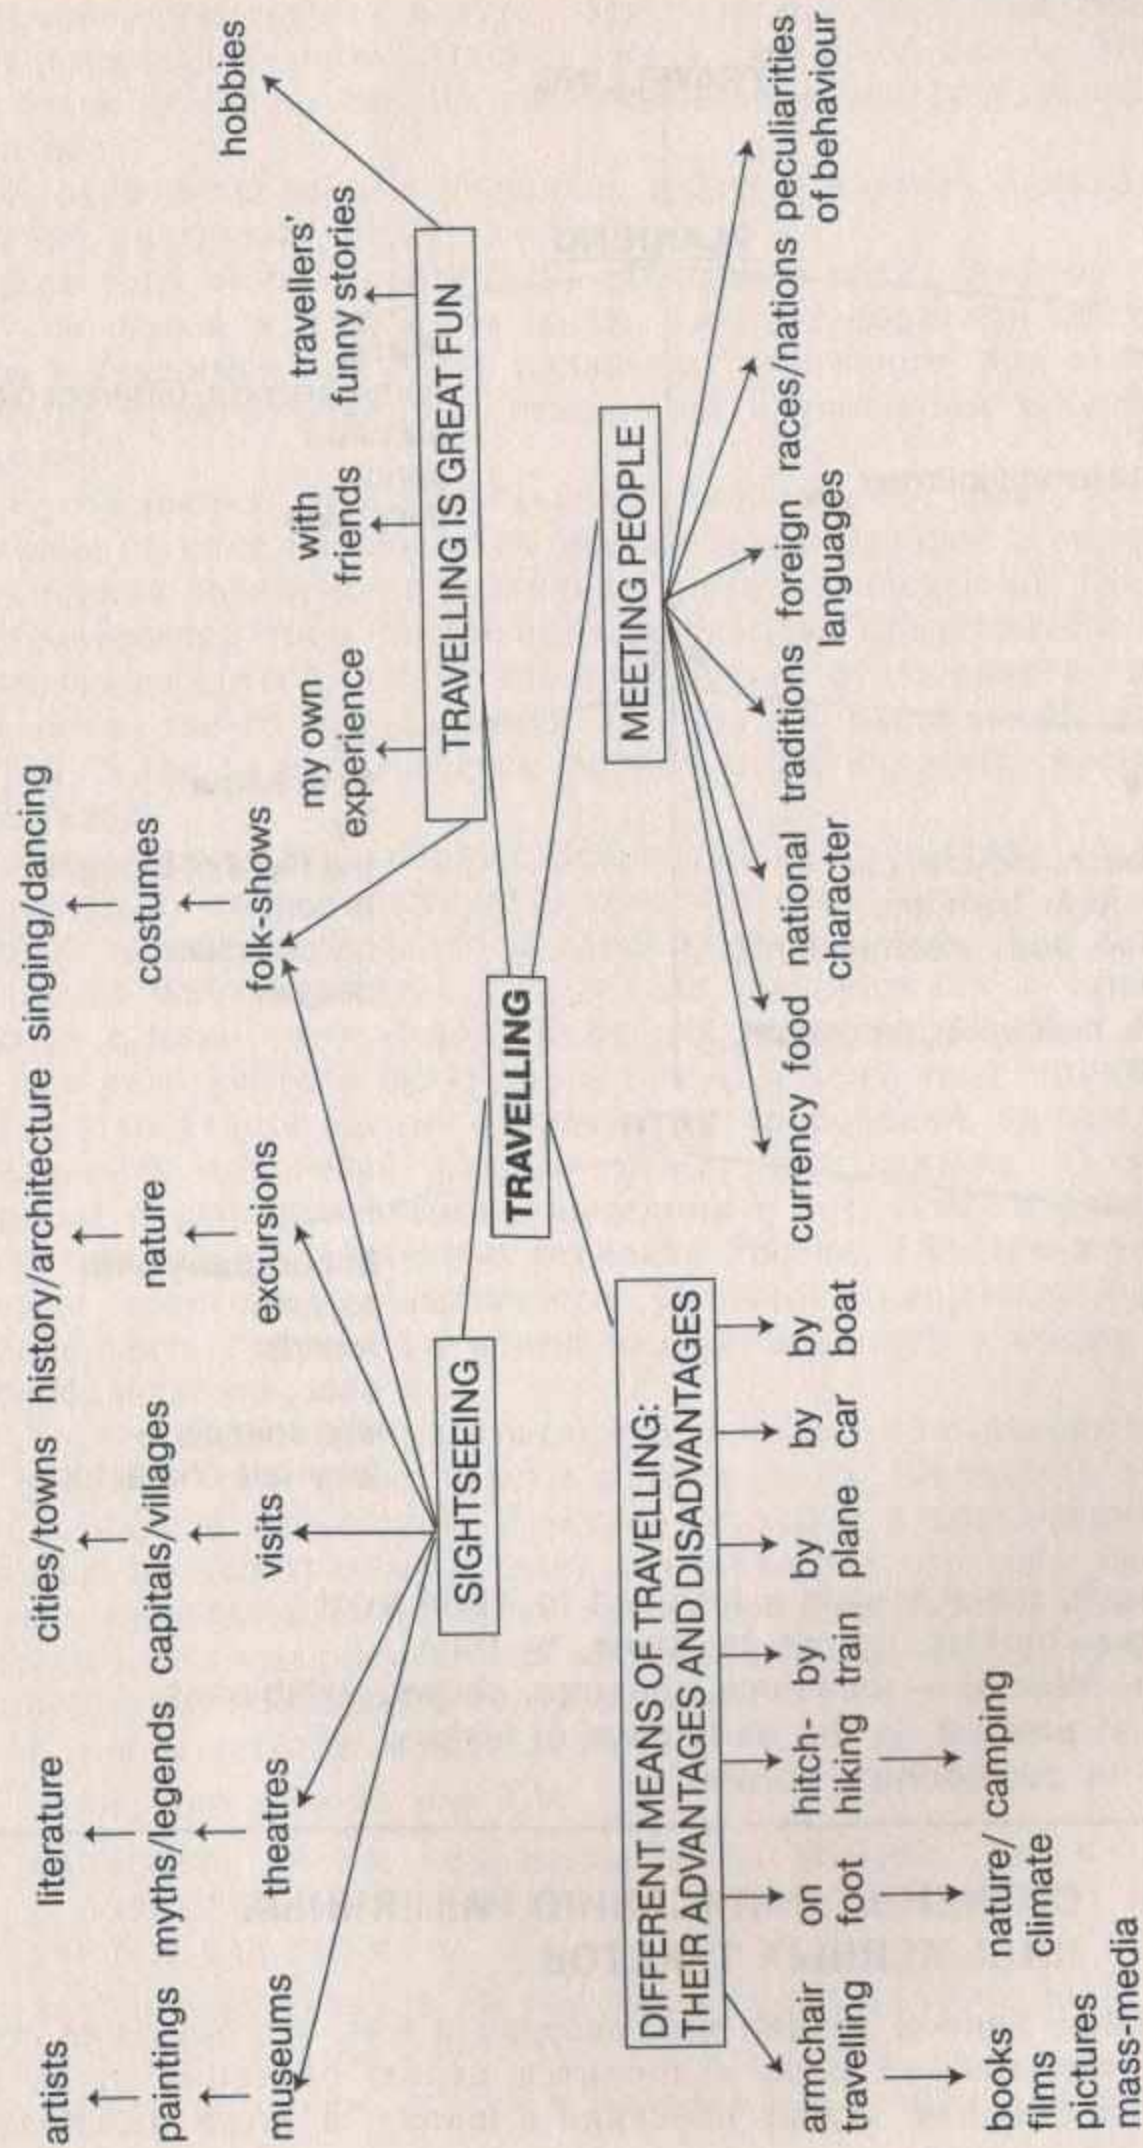 artists
literature
cities/towns
history/architecture
singing/dancing
paintings
myths/legends
capitals/villages
nature
costumes
museums
theatres
visits
excursions
folk-shows
my own
experience
with
friends
travellers'
funny stories
hobbies
SIGHTSEEING
TRAVELLING IS GREAT FUN
TRAVELLING
DIFFERENT MEANS OF TRAVELLING:
THEIR ADVANTAGES AND DISADVANTAGES
MEETING PEOPLE
armchair
travelling
on
foot
hitch-
hiking
by
train
by
plane
by
car
by
boat
currency
food
national
character
traditions
foreign
languages
races/nations
peculiarities
of behaviour
books
films
pictures
mass-media
nature/
climate
camping